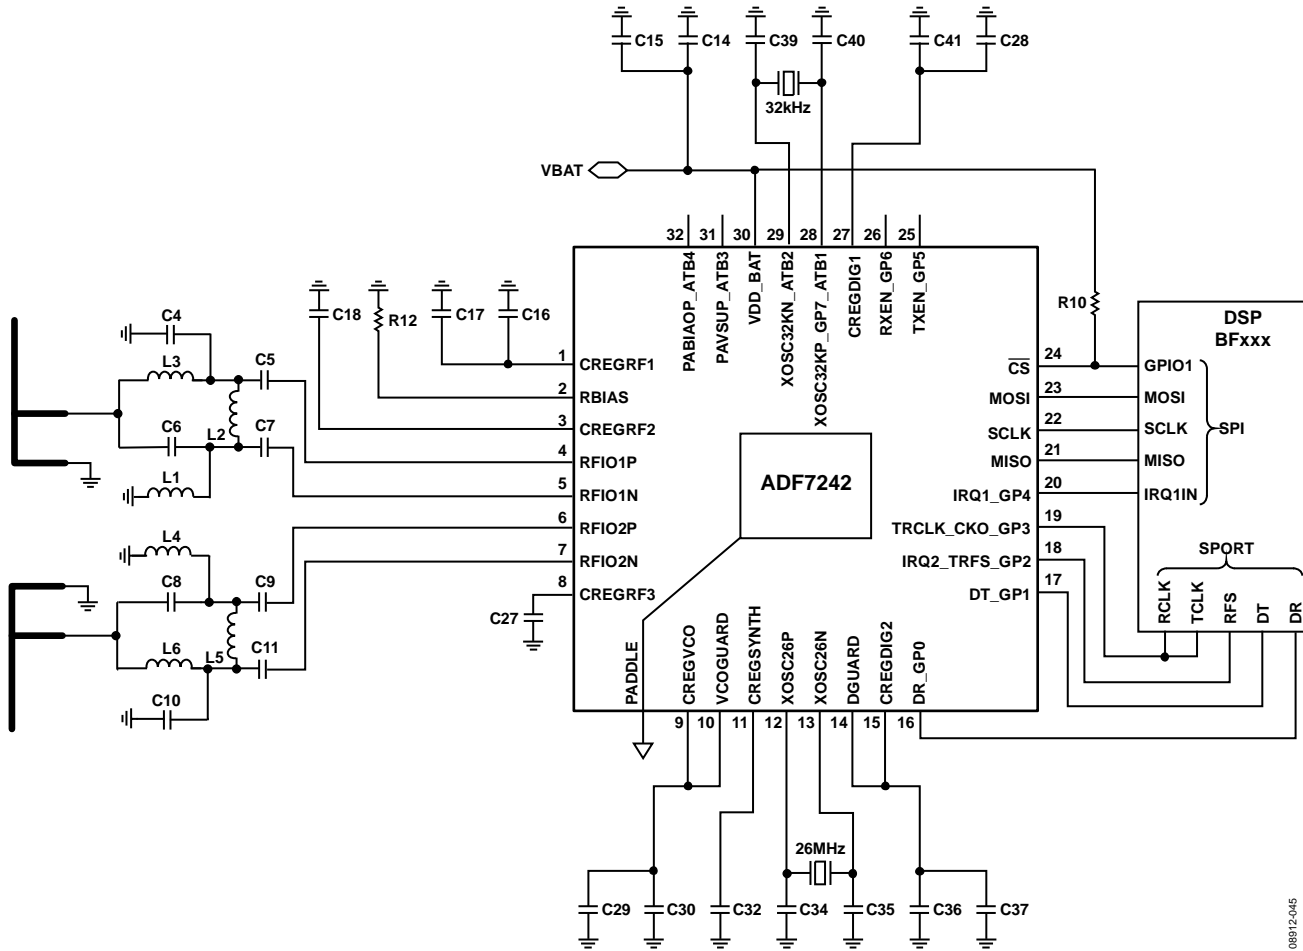 C15 C14 C39 C40 C41 C28
32kHz
VBAT
32 31 30 29 28 27 26 25
PABIAOP_ATB4
PAVSUP_ATB3
VDD_BAT
XOSC32KN_ATB2
XOSC32KP_GP7_ATB1
CREGDIG1
RXEN_GP6
TXEN_GP5
C18 R12 C17 C16
R10
DSP
BFxxx
C4
L3 C5
C6 L2 C7
L1
L4
C8 C9
L6 L5 C11
C10
1 CREGRF1
2 RBIAS
3 CREGRF2
4 RFIO1P
5 RFIO1N
6 RFIO2P
7 RFIO2N
8 CREGRF3
C27
ADF7242
CS 24 GPIO1
MOSI 23 MOSI
SCLK 22 SCLK
SPI
MISO 21 MISO
IRQ1_GP4 20 IRQ1IN
TRCLK_CKO_GP3 19
IRQ2_TRFS_GP2 18
DT_GP1 17
SPORT
RCLK
TCLK
RFS
DT
DR
PADDLE
CREGVCO
VCOGUARD
CREGSYNTH
XOSC26P
XOSC26N
DGUARD
CREGDIG2
DR_GP0
9 10 11 12 13 14 15 16
26MHz
C29 C30 C32 C34 C35 C36 C37
08912-045